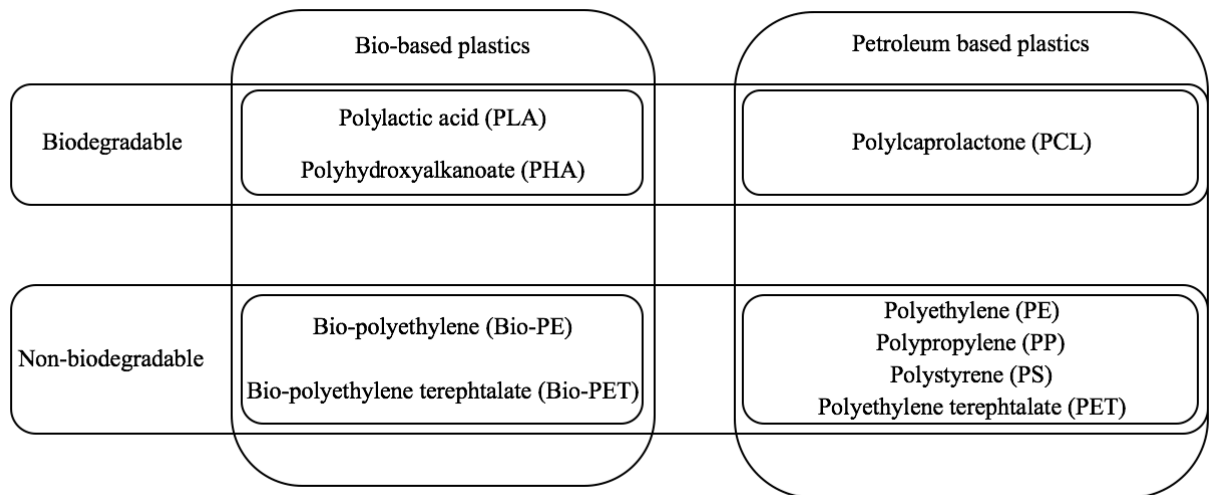 Bio-based plastics
Petroleum based plastics
Biodegradable
Polylactic acid (PLA)
Polyhydroxyalkanoate (PHA)
Polylcaprolactone (PCL)
Non-biodegradable
Bio-polyethylene (Bio-PE)
Bio-polyethylene terephtalate (Bio-PET)
Polyethylene (PE)
Polypropylene (PP)
Polystyrene (PS)
Polyethylene terephtalate (PET)